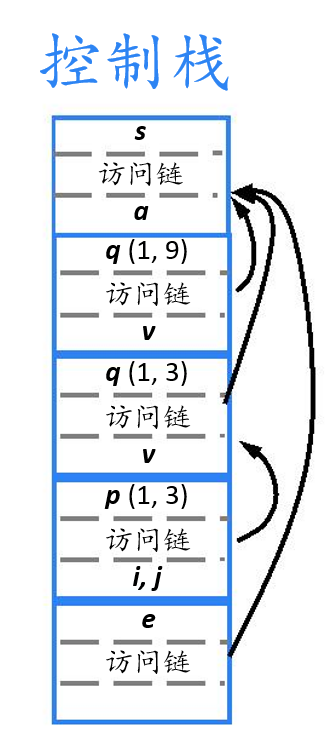 控制栈
s
访问链
a
q (1, 9)
访问链
v
q (1, 3)
访问链
v
p (1, 3)
访问链
i, j
e
访问链